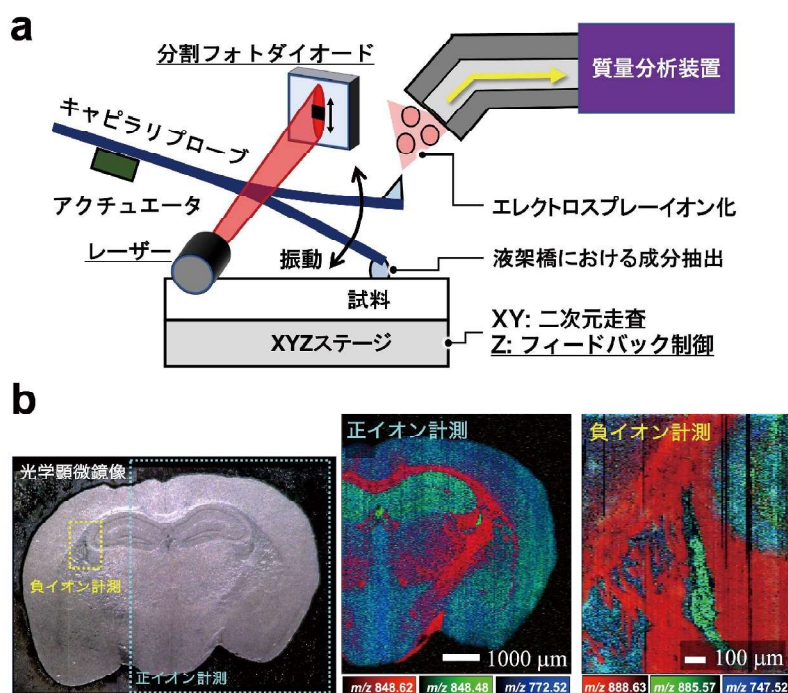 a
分割フォトダイオード
質量分析装置
キャピラリプローブ
アクチュエータ
エレクトロスプレーイオン化
レーザー
振動
液架橋における成分抽出
試料
XY: 二次元走査
XYZステージ
Z: フィードバック制御
b
光学顕微鏡像
正イオン計測
負イオン計測
負イオン計測
正イオン計測
1000 μm
100 μm
m/z 848.62
m/z 848.48
m/z 772.52
m/z 888.63
m/z 885.57
m/z 747.52